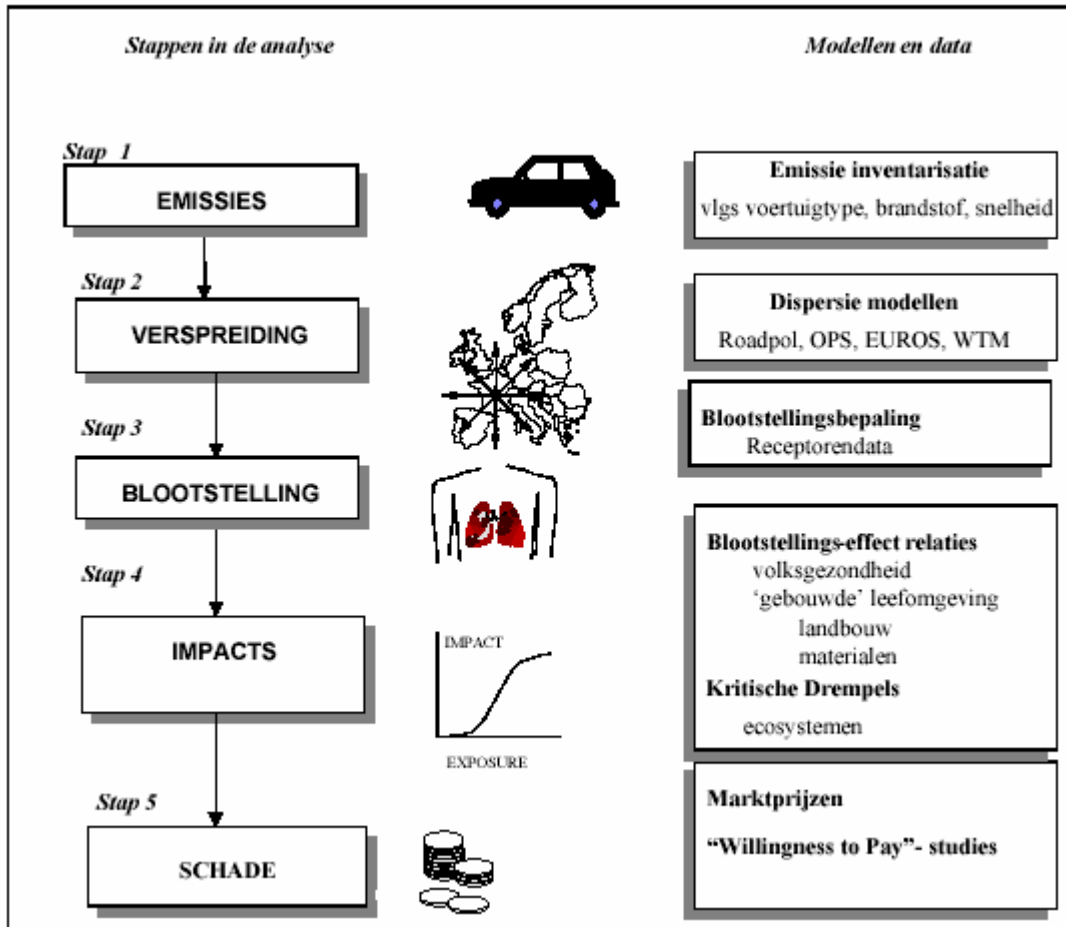 Stappen in de analyse
Modellen en data
Stap 1
EMISSIES
Emissie inventarisatie
vlgs voertuigtype, brandstof, snelheid
Stap 2
VERSPREIDING
Dispersie modellen
Roadpol, OPS, EUROS, WTM
Stap 3
BLOOTSTELLING
Blootstellingsbepaling
Receptorendata
Stap 4
IMPACTS
IMPACT
EXPOSURE
Blootstellings-effect relaties
volksgezondheid
‘gebouwde’ leefomgeving
landbouw
materialen
Kritische Drempels
ecosystemen
Stap 5
SCHADE
Marktprijzen
“Willingness to Pay”- studies